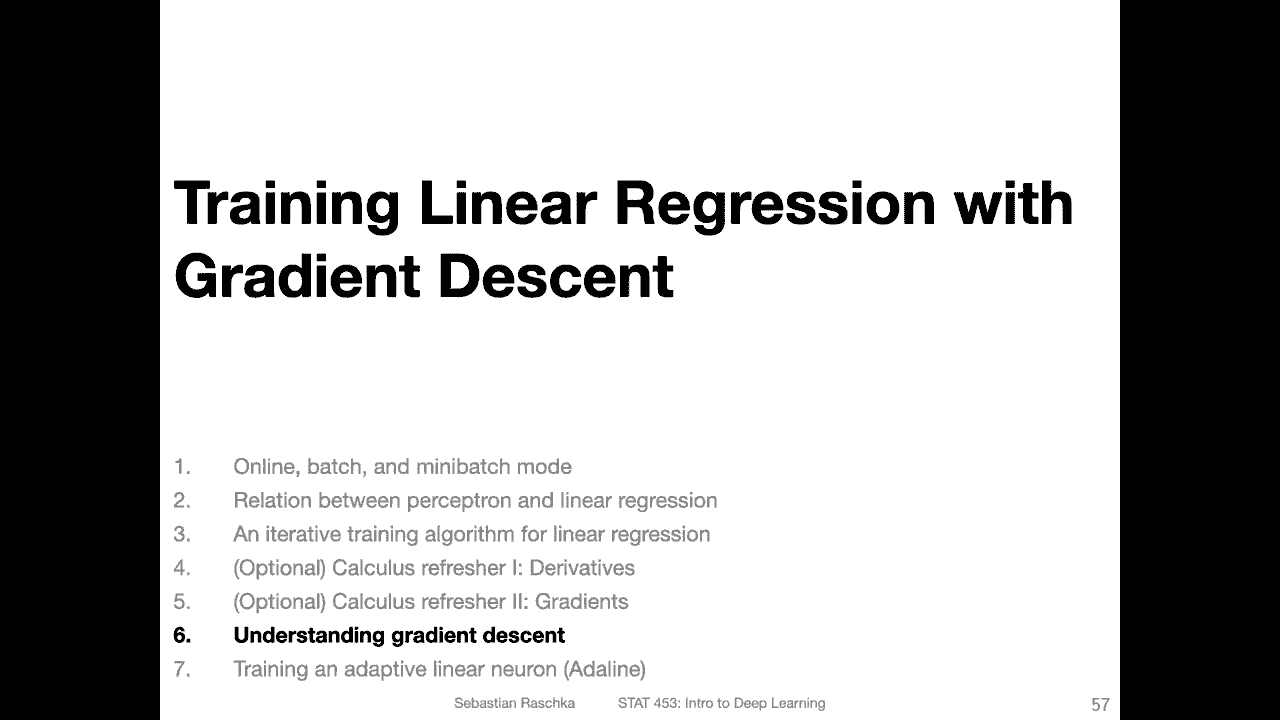 Training Linear Regression with
Gradient Descent
1. Online, batch, and minibatch mode
2. Relation between perceptron and linear regression
3. An iterative training algorithm for linear regression
4. (Optional) Calculus refresher I: Derivatives
5. (Optional) Calculus refresher II: Gradients
6. Understanding gradient descent
7. Training an adaptive linear neuron (Adaline)
Sebastian Raschka STAT 453: Intro to Deep Learning 57